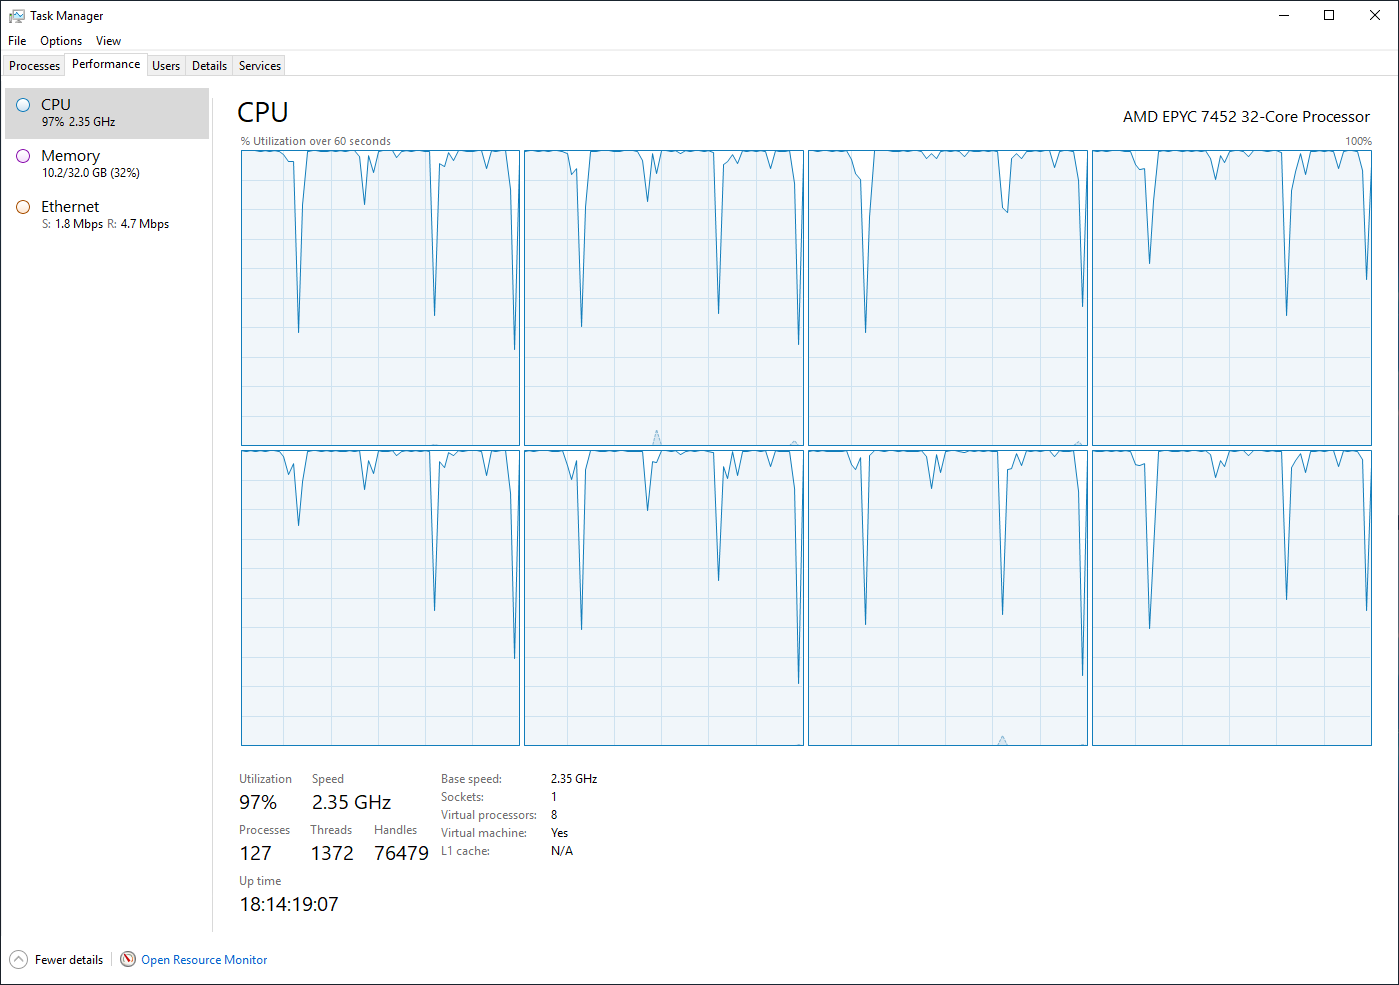 Task Manager
File Options View
Processes Performance Users Details Services
CPU
97% 2.35 GHz
Memory
10.2/32.0 GB (32%)
Ethernet
S: 1.8 Mbps R: 4.7 Mbps
CPU
AMD EPYC 7452 32-Core Processor
% Utilization over 60 seconds
100%
Utilization Speed
97% 2.35 GHz
Processes Threads Handles
127 1372 76479
Up time
18:14:19:07
Base speed: 2.35 GHz
Sockets: 1
Virtual processors: 8
Virtual machine: Yes
L1 cache: N/A
Fewer details Open Resource Monitor